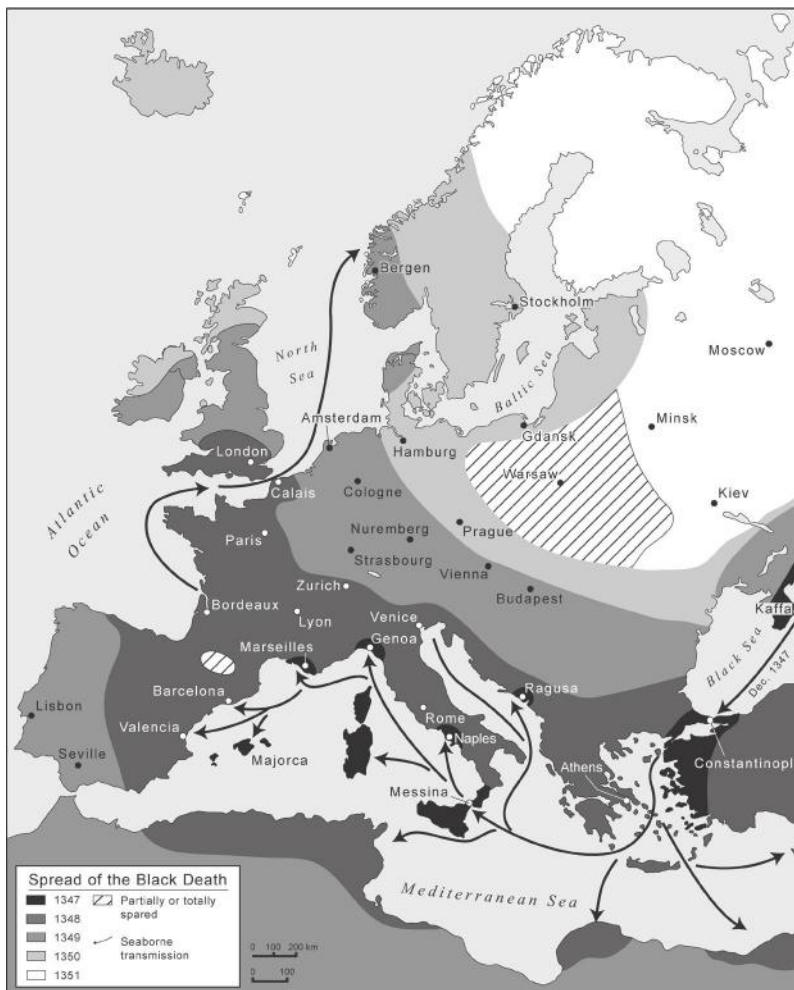 Bergen
Stockholm
North
Sea
Baltic Sea
Moscow
Amsterdam
Hamburg
Gdansk
Minsk
London
Warsaw
Calais
Cologne
Kiev
Atlantic
Ocean
Paris
Nuremberg
Prague
Strasbourg
Vienna
Zurich
Budapest
Bordeaux
Lyon
Venice
Kaffa
Marseilles
Genoa
Black Sea
Dec. 1347
Barcelona
Ragusa
Lisbon
Rome
Valencia
Naples
Constantinopl
Seville
Majorca
Athens
Messina
Mediterranean Sea
Spread of the Black Death
1347
1348
1349
1350
1351
Partially or totally
spared
Seaborne
transmission
0 100 200 km
0 100